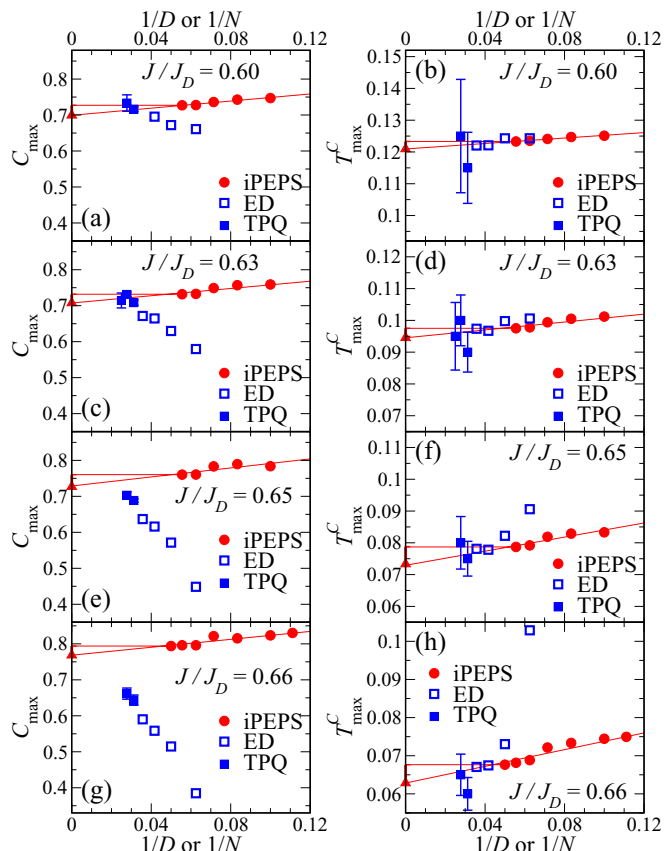 1/D or 1/N
1/D or 1/N
0 0.04 0.08 0.12
0 0.04 0.08 0.12
0.8
0.7
0.6
0.5
0.4
C_max
J/J_D = 0.60
(a)
iPEPS
ED
TPQ
0.15
0.14
0.13
0.12
0.11
0.1
T^C_max
(b)
J/J_D = 0.60
iPEPS
ED
TPQ
0.8
0.7
0.6
0.5
0.4
C_max
J/J_D = 0.63
(c)
iPEPS
ED
TPQ
0.12
0.11
0.1
0.09
0.08
0.07
T^C_max
(d)
J/J_D = 0.63
iPEPS
ED
TPQ
0.8
0.7
0.6
0.5
0.4
C_max
J/J_D = 0.65
(e)
iPEPS
ED
TPQ
0.11
0.1
0.09
0.08
0.07
0.06
T^C_max
(f)
J/J_D = 0.65
iPEPS
ED
TPQ
0.8
0.7
0.6
0.5
0.4
C_max
J/J_D = 0.66
(g)
iPEPS
ED
TPQ
0.1
0.09
0.08
0.07
0.06
T^C_max
(h)
iPEPS
ED
TPQ
J/J_D = 0.66
0 0.04 0.08 0.12
0 0.04 0.08 0.12
1/D or 1/N
1/D or 1/N